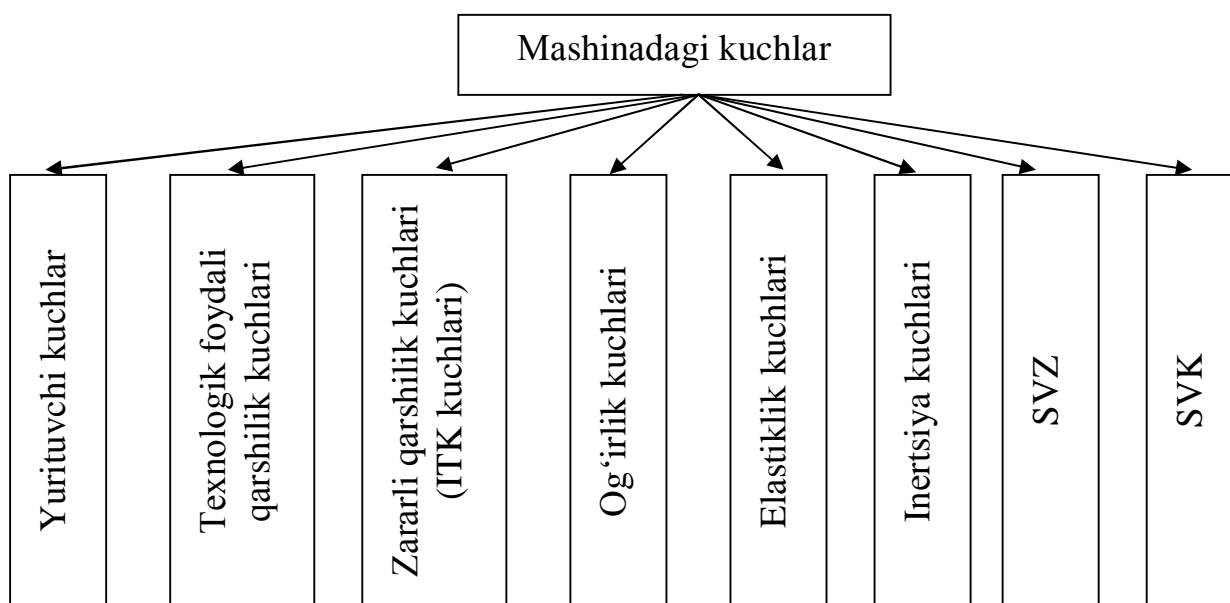 Mashinadagi kuchlar
Yurituvchi kuchlar
Texnologik foydali
qarshilik kuchlari
Zararli qarshilik kuchlari
(ITK kuchlari)
Og‘irlik kuchlari
Elastiklik kuchlari
Inertsiya kuchlari
SVZ
SVK